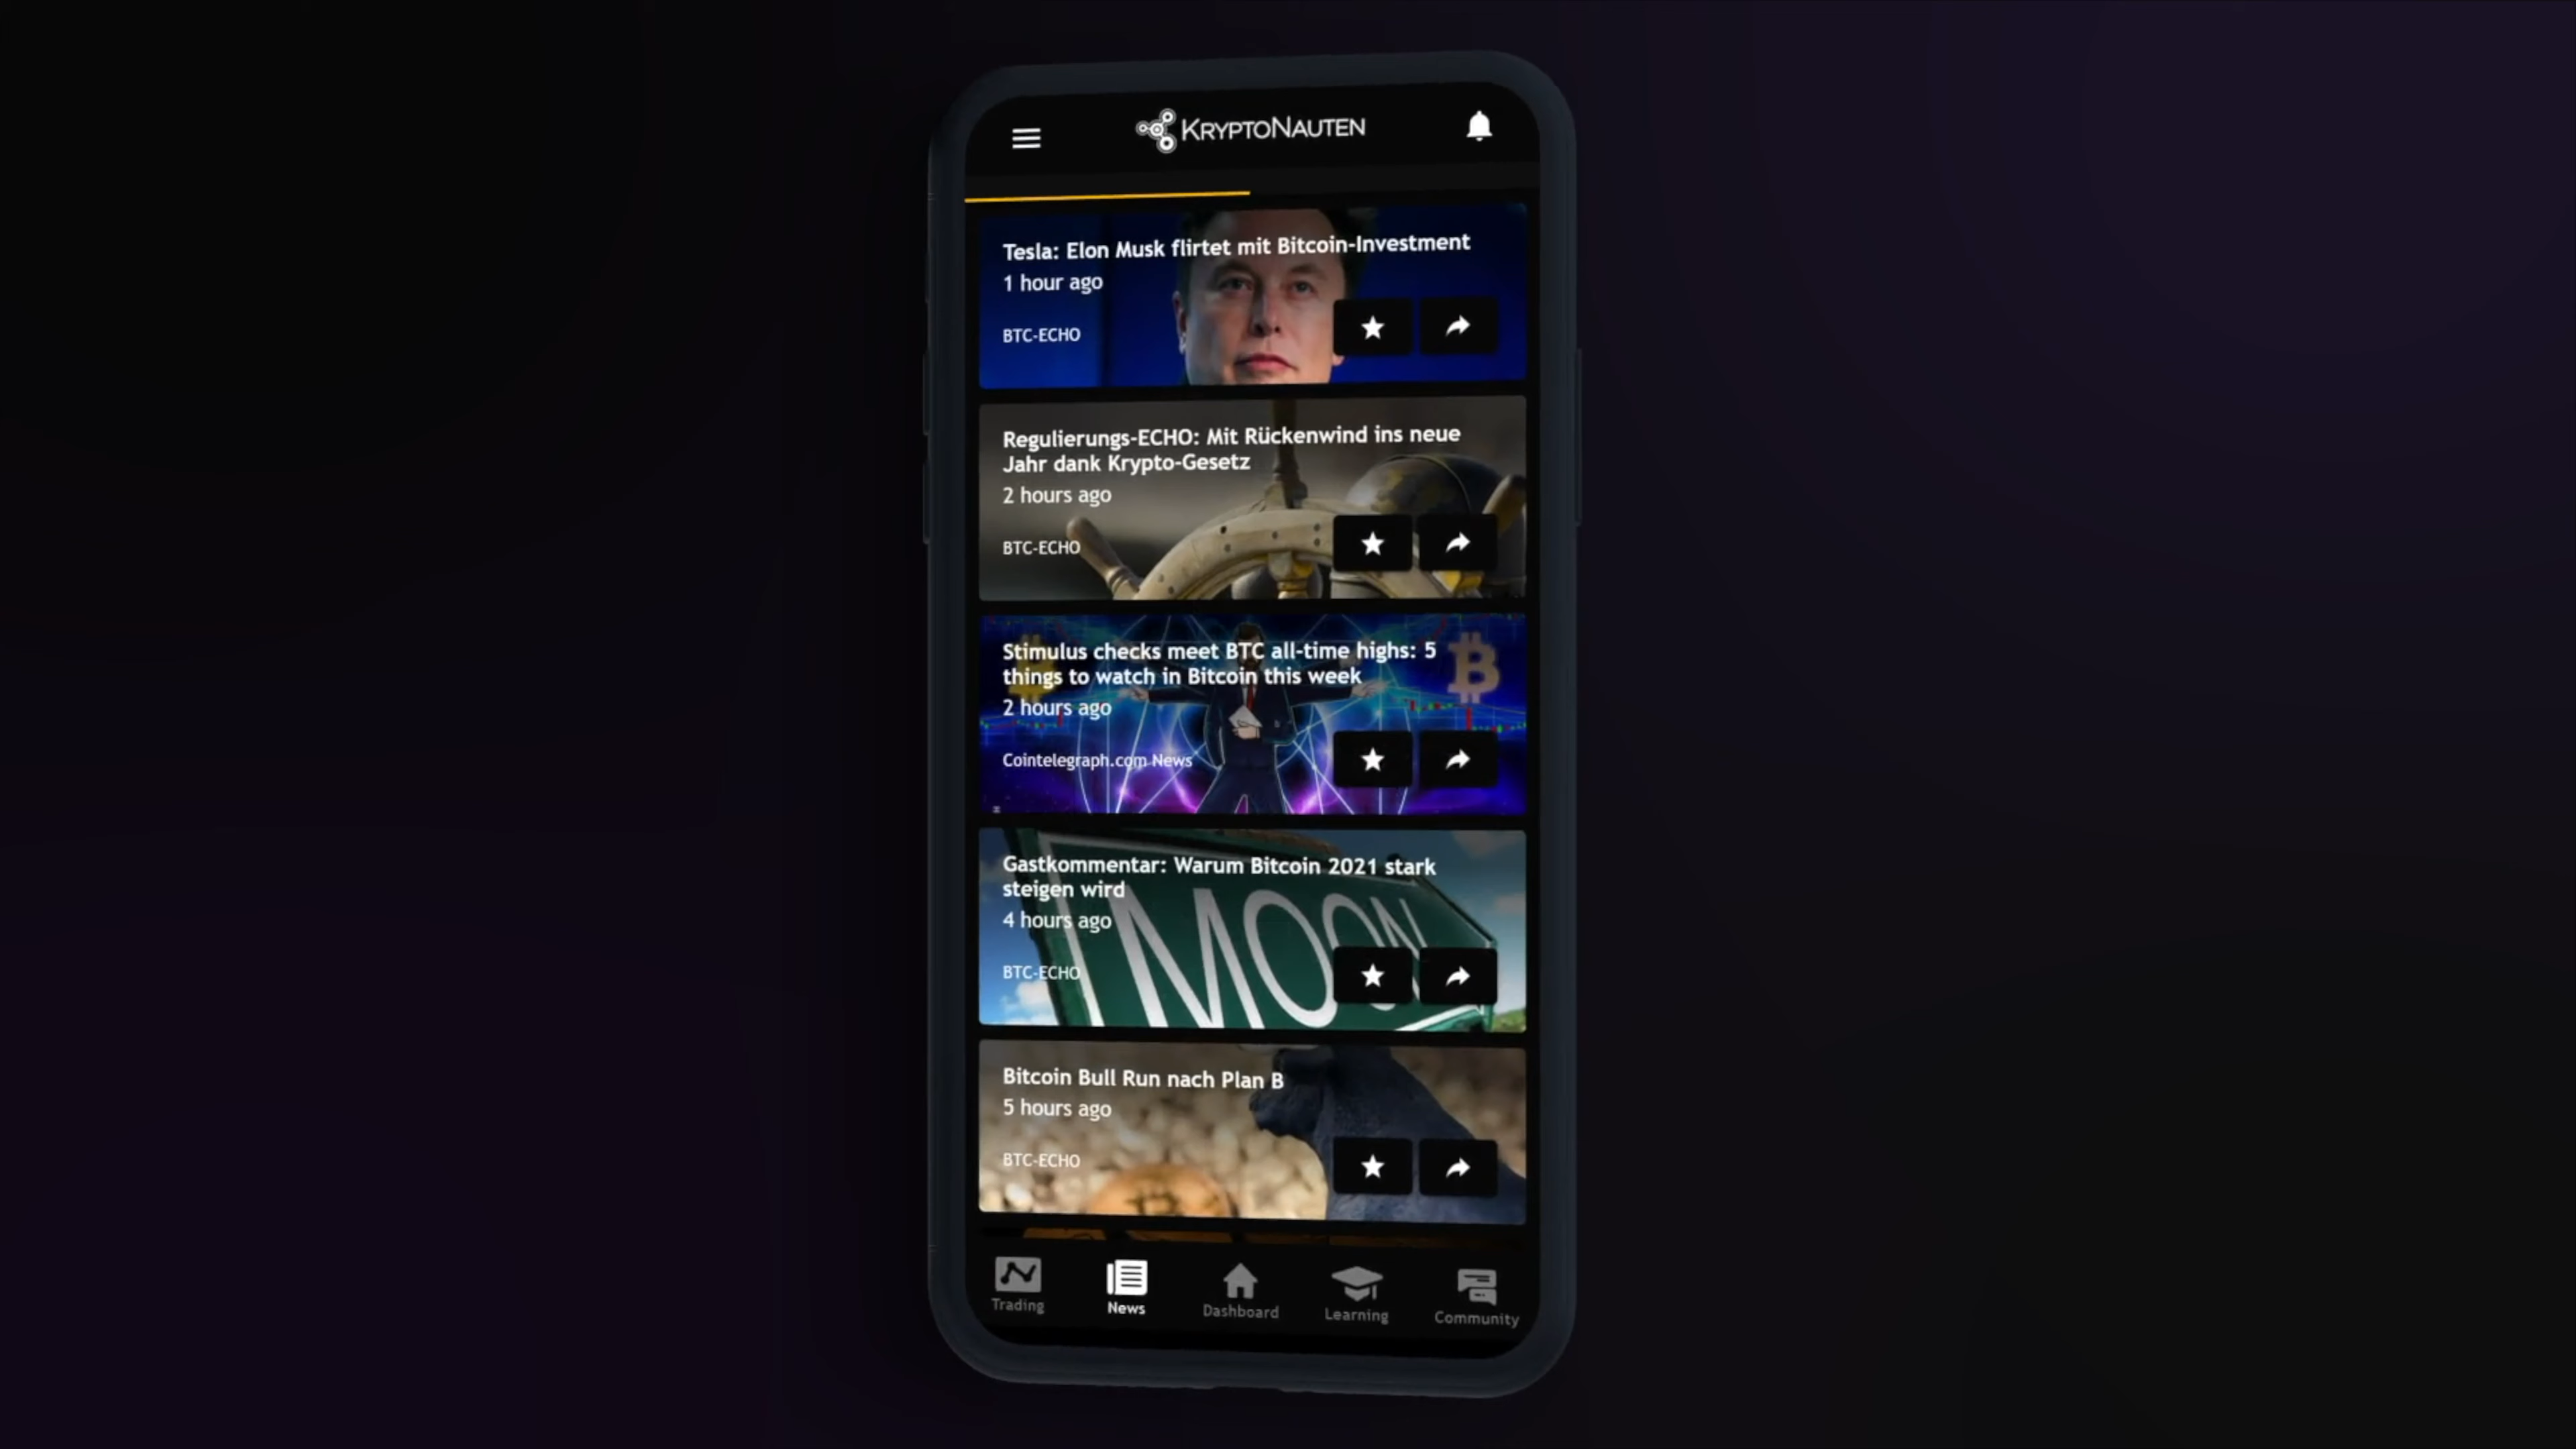 KRYPTONAUTEN
Tesla: Elon Musk flirtet mit Bitcoin-Investment
1 hour ago
BTC-ECHO
Regulierungs-ECHO: Mit Rückenwind ins neue
Jahr dank Krypto-Gesetz
2 hours ago
BTC-ECHO
Stimulus checks meet BTC all-time highs: 5
things to watch in Bitcoin this week
2 hours ago
Cointelegraph.com News
Gastkommentar: Warum Bitcoin 2021 stark
steigen wird
4 hours ago
BTC-ECHO
MOON
Bitcoin Bull Run nach Plan B
5 hours ago
BTC-ECHO
Trading
News
Dashboard
Learning
Community